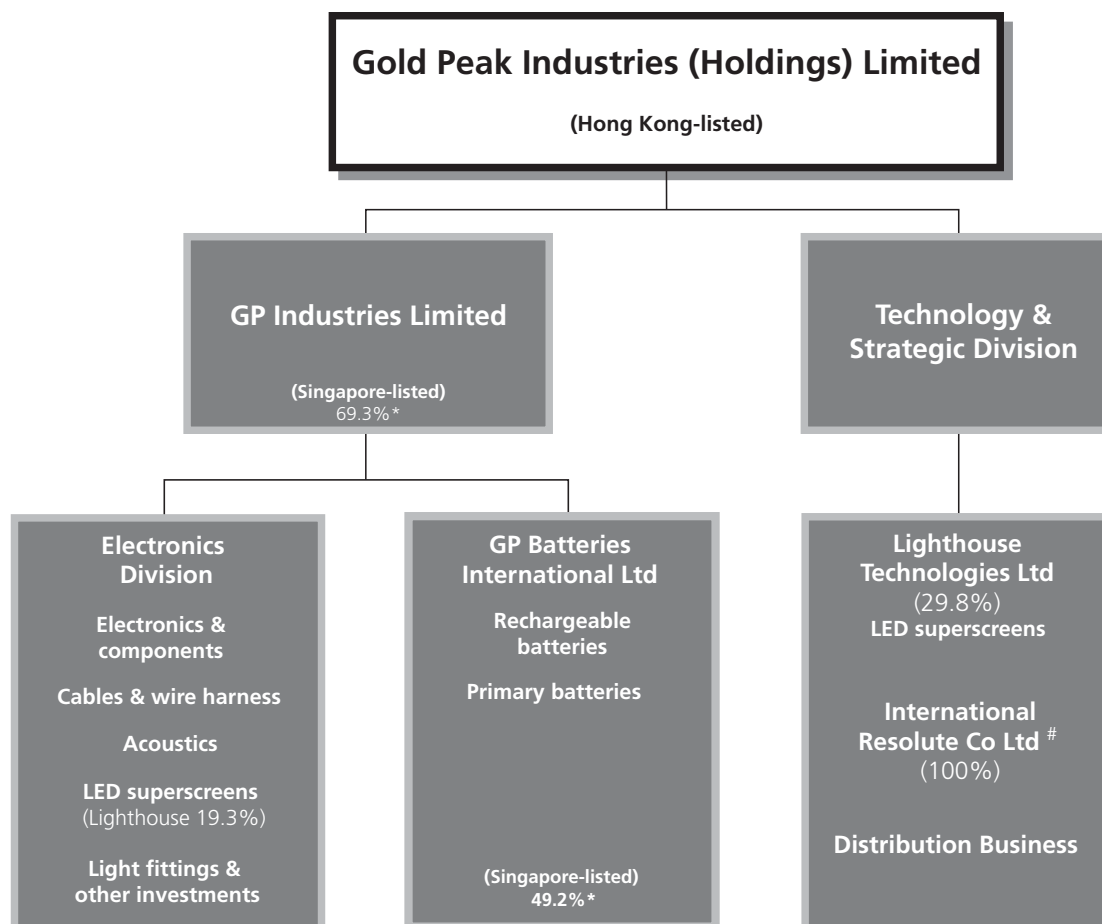 Gold Peak Industries (Holdings) Limited
(Hong Kong-listed)
GP Industries Limited
(Singapore-listed)
69.3%*
Technology &
Strategic Division
Electronics
Division
Electronics &
components
Cables & wire harness
Acoustics
LED superscreens
(Lighthouse 19.3%)
Light fittings &
other investments
GP Batteries
International Ltd
Rechargeable
batteries
Primary batteries
(Singapore-listed)
49.2%*
Lighthouse
Technologies Ltd
(29.8%)
LED superscreens
International
Resolute Co Ltd #
(100%)
Distribution Business